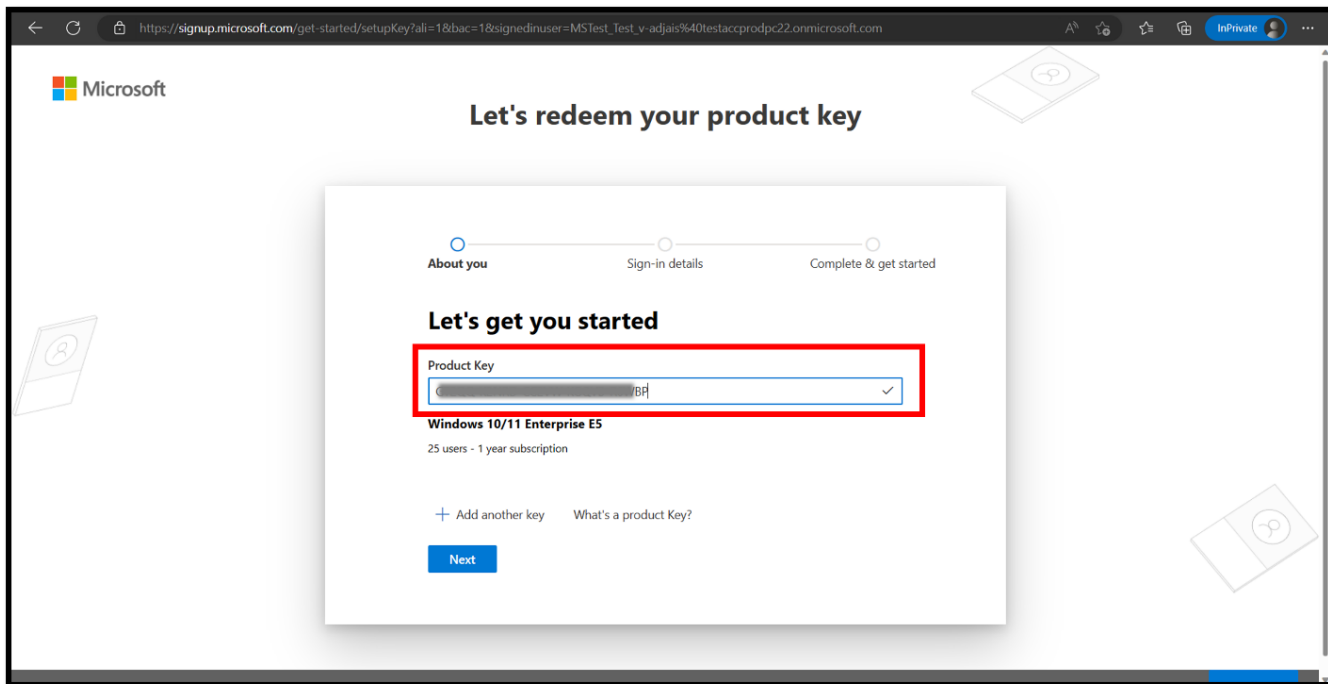 https://signup.microsoft.com/get-started/setupKey?ali=1&bac=1&signedinuser=MSTest_Test_v-adjais%40testaccprodpc22.onmicrosoft.com
InPrivate
Microsoft
Let's redeem your product key
About you
Sign-in details
Complete & get started
Let's get you started
Product Key
Windows 10/11 Enterprise E5
25 users - 1 year subscription
+ Add another key
What's a product Key?
Next